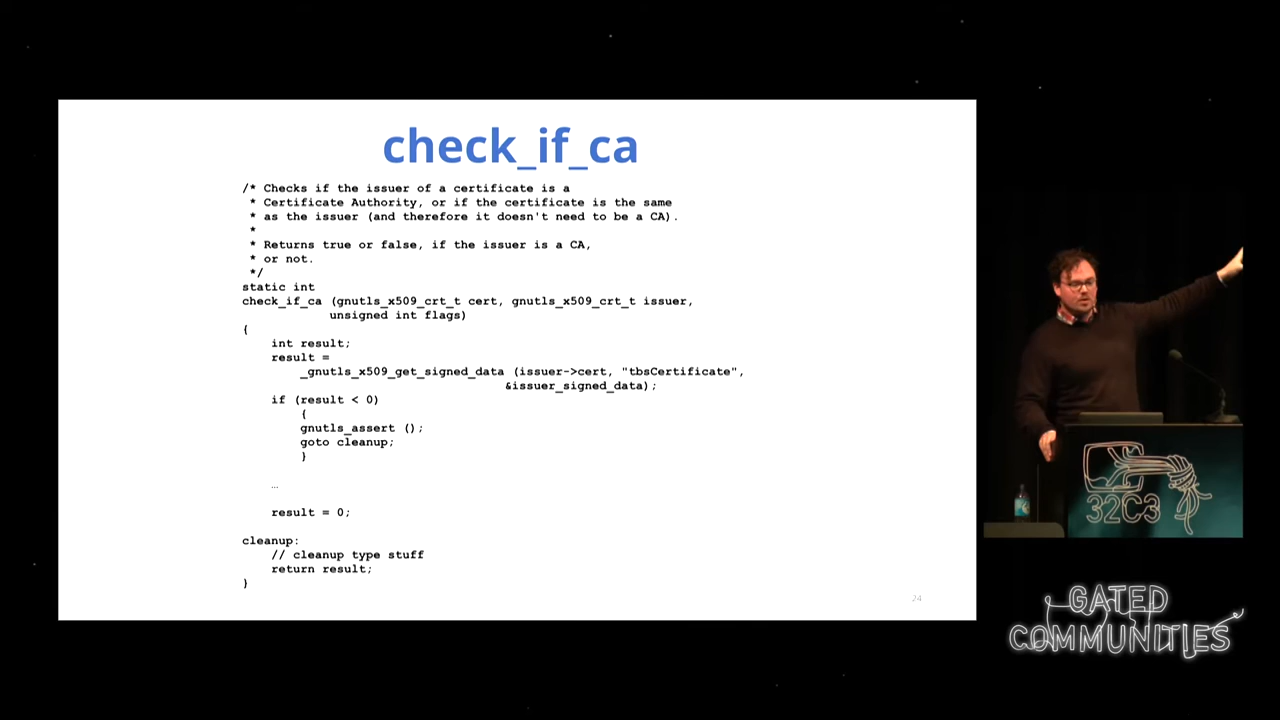 check_if_ca
/* Checks if the issuer of a certificate is a
 * Certificate Authority, or if the certificate is the same
 * as the issuer (and therefore it doesn't need to be a CA).
 *
 * Returns true or false, if the issuer is a CA,
 * or not.
 */
static int
check_if_ca (gnutls_x509_crt_t cert, gnutls_x509_crt_t issuer,
            unsigned int flags)
{
    int result;
    result =
        _gnutls_x509_get_signed_data (issuer->cert, "tbsCertificate",
                                    &issuer_signed_data);
    if (result < 0)
        {
        gnutls_assert ();
        goto cleanup;
        }
    …
    result = 0;
cleanup:
    // cleanup type stuff
    return result;
}
24
32C3
GATED
COMMUNITIES